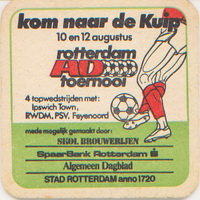 kom naar de Kuip
10 en 12 augustus
rotterdam
AD
toernooi
4 topwedstrijden met:
Ipswich Town,
RWDM, PSV, Feyenoord
mede mogelijk gemaakt door:
SKOL BROUWERIJEN
SpaarBank Rotterdam
Algemeen Dagblad
STAD ROTTERDAM anno 1720